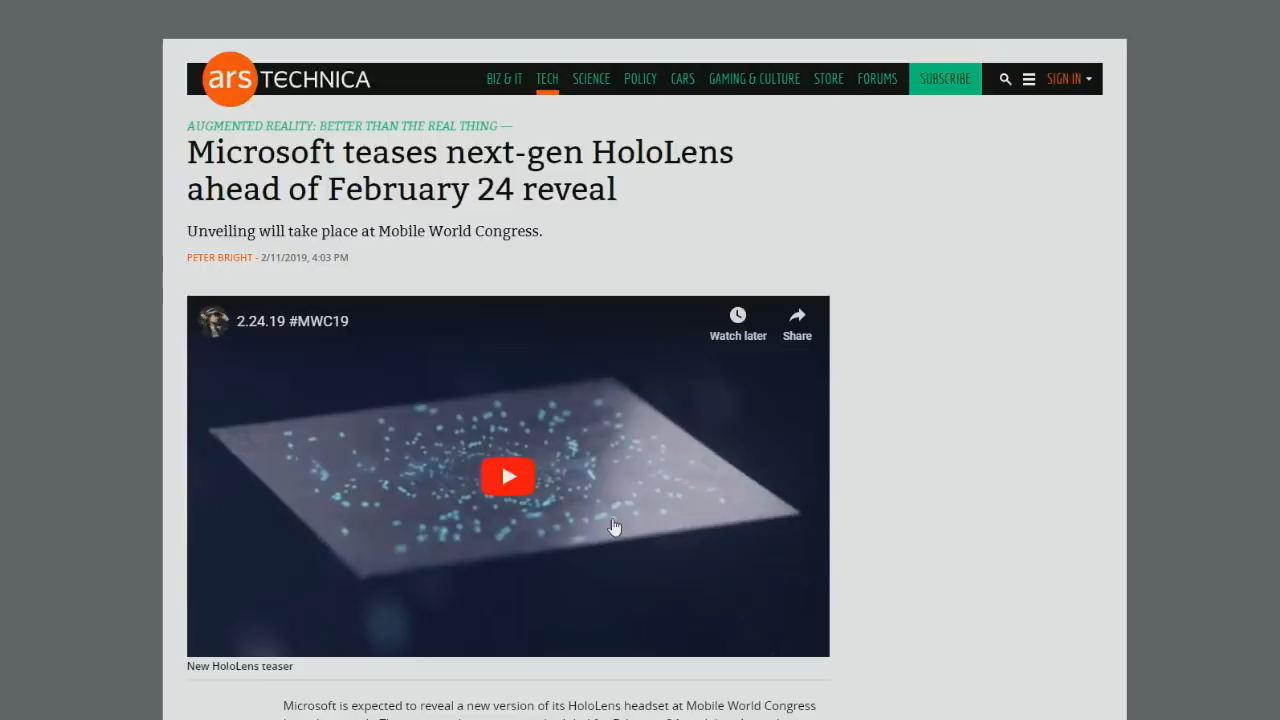 ars TECHNICA
BIZ & IT TECH SCIENCE POLICY CARS GAMING & CULTURE STORE FORUMS SUBSCRIBE SIGN IN
AUGMENTED REALITY: BETTER THAN THE REAL THING —
Microsoft teases next-gen HoloLens
ahead of February 24 reveal
Unveiling will take place at Mobile World Congress.
PETER BRIGHT - 2/11/2019, 4:03 PM
2.24.19 #MWC19
Watch later Share
New HoloLens teaser
Microsoft is expected to reveal a new version of its HoloLens headset at Mobile World Congress